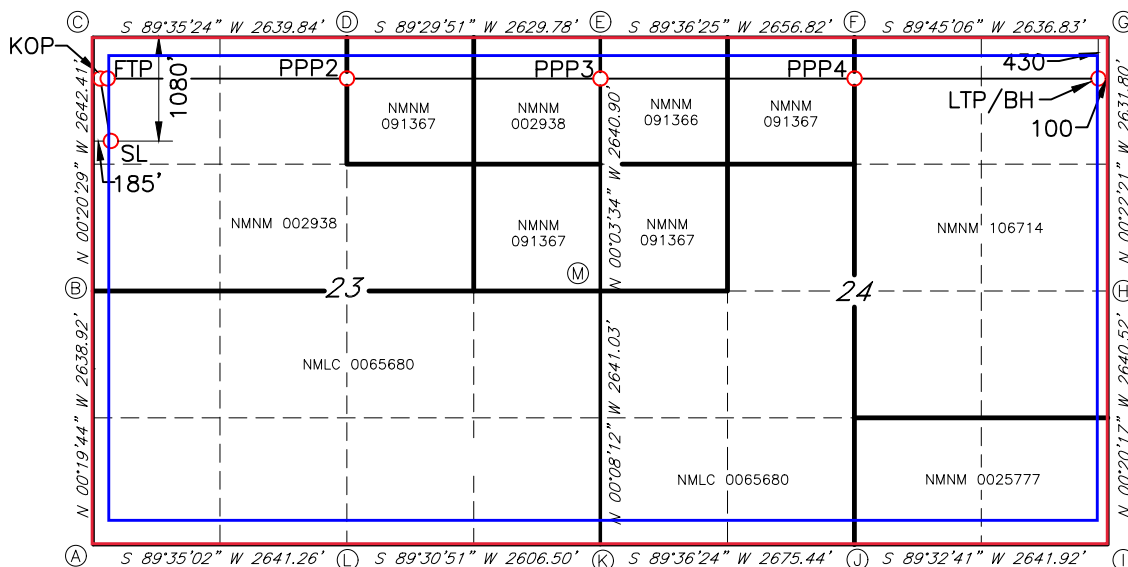 C S 89°35'24" W 2639.84' D S 89°29'51" W 2629.78' E S 89°36'25" W 2656.82' F S 89°45'06" W 2636.83' G
KOP
FTP
PPP2
PPP3
PPP4
430
LTP/BH
100
1080'
SL
185'
N 00°20'29" W 2642.41'
N 00°03'34" W 2640.90'
N 00°22'21" W 2631.80'
NMNM
091367
NMNM
002938
NMNM
091366
NMNM
091367
NMNM 002938
NMNM
091367
NMNM
091367
NMNM 106714
B
M
H
23
24
N 00°19'44" W 2638.92'
N 00°08'12" W 2641.03'
N 00°20'17" W 2640.52'
NMLC 0065680
NMLC 0065680
NMNM 0025777
A S 89°35'02" W 2641.26' L S 89°30'51" W 2606.50' K S 89°36'24" W 2675.44' J S 89°32'41" W 2641.92' I